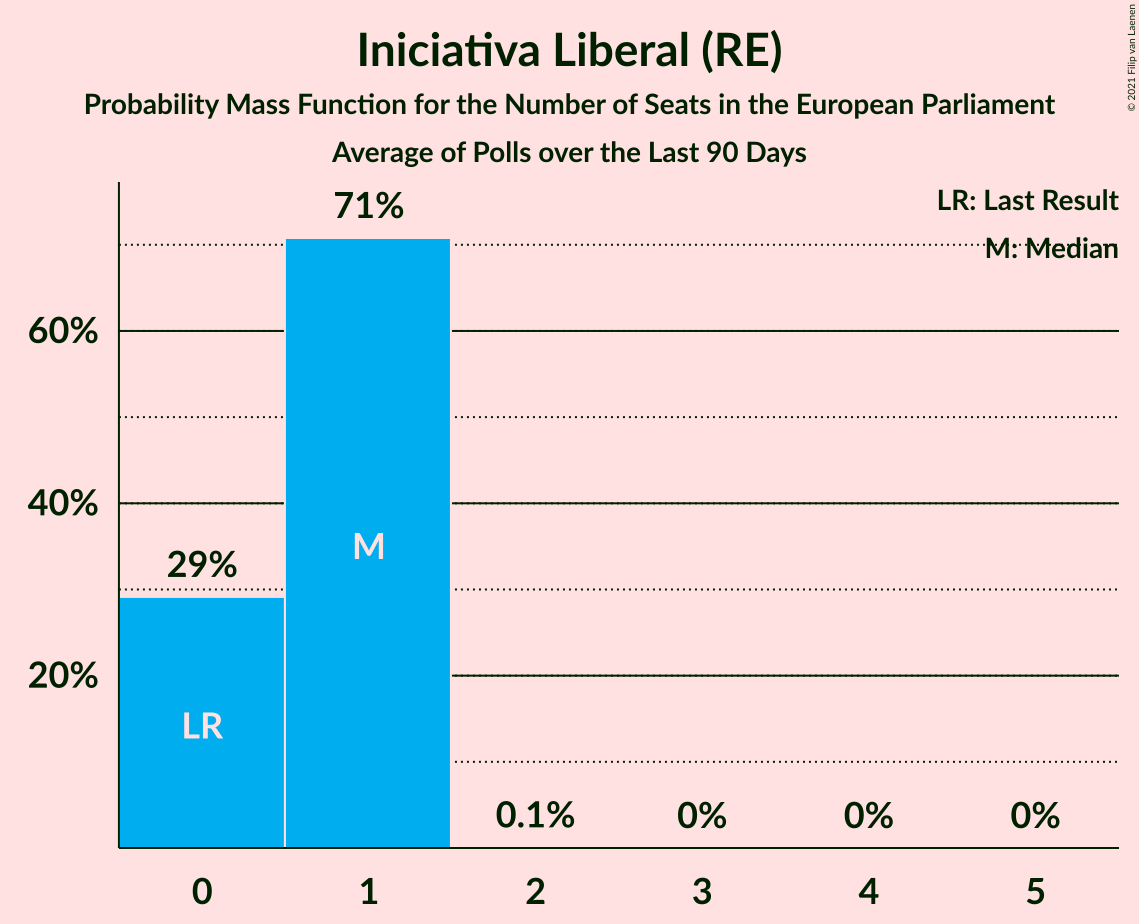 Iniciativa Liberal (RE)
Probability Mass Function for the Number of Seats in the European Parliament
Average of Polls over the Last 90 Days
© 2021 Filip van Laenen
LR: Last Result
M: Median
71%
60%
40%
29%
20%
M
LR
0.1%
0%
0%
0%
0
1
2
3
4
5